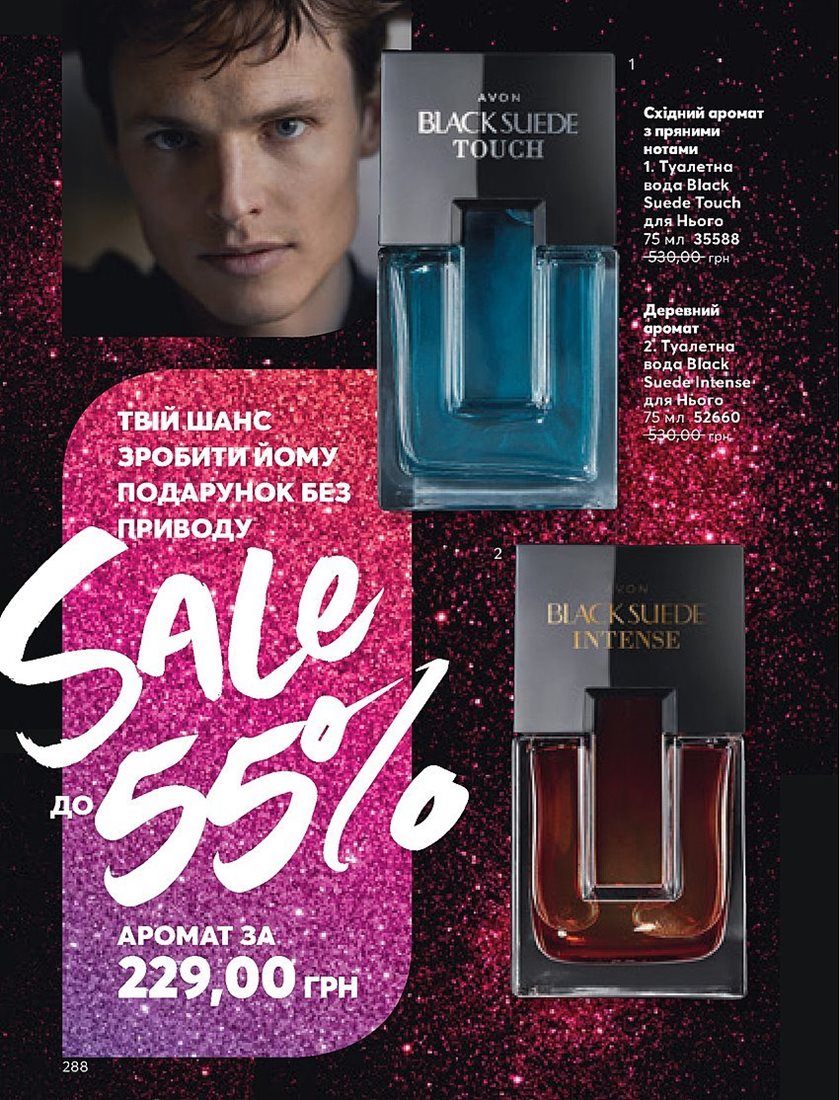 1
AVON
BLACK SUEDE
TOUCH
Східний аромат
з пряними
нотами
1. Туалетна
вода Black
Suede Touch
для Нього
75 мл 35588
530,00 грн
Деревний
аромат
2. Туалетна
вода Black
Suede Intense
для Нього
75 мл 52660
530,00 грн
ТВІЙ ШАНС
ЗРОБИТИ ЙОМУ
ПОДАРУНОК БЕЗ
ПРИВОДУ
SALE
ДО 55%
АРОМАТ ЗА
229,00 ГРН
2
AVON
BLACK SUEDE
INTENSE
288